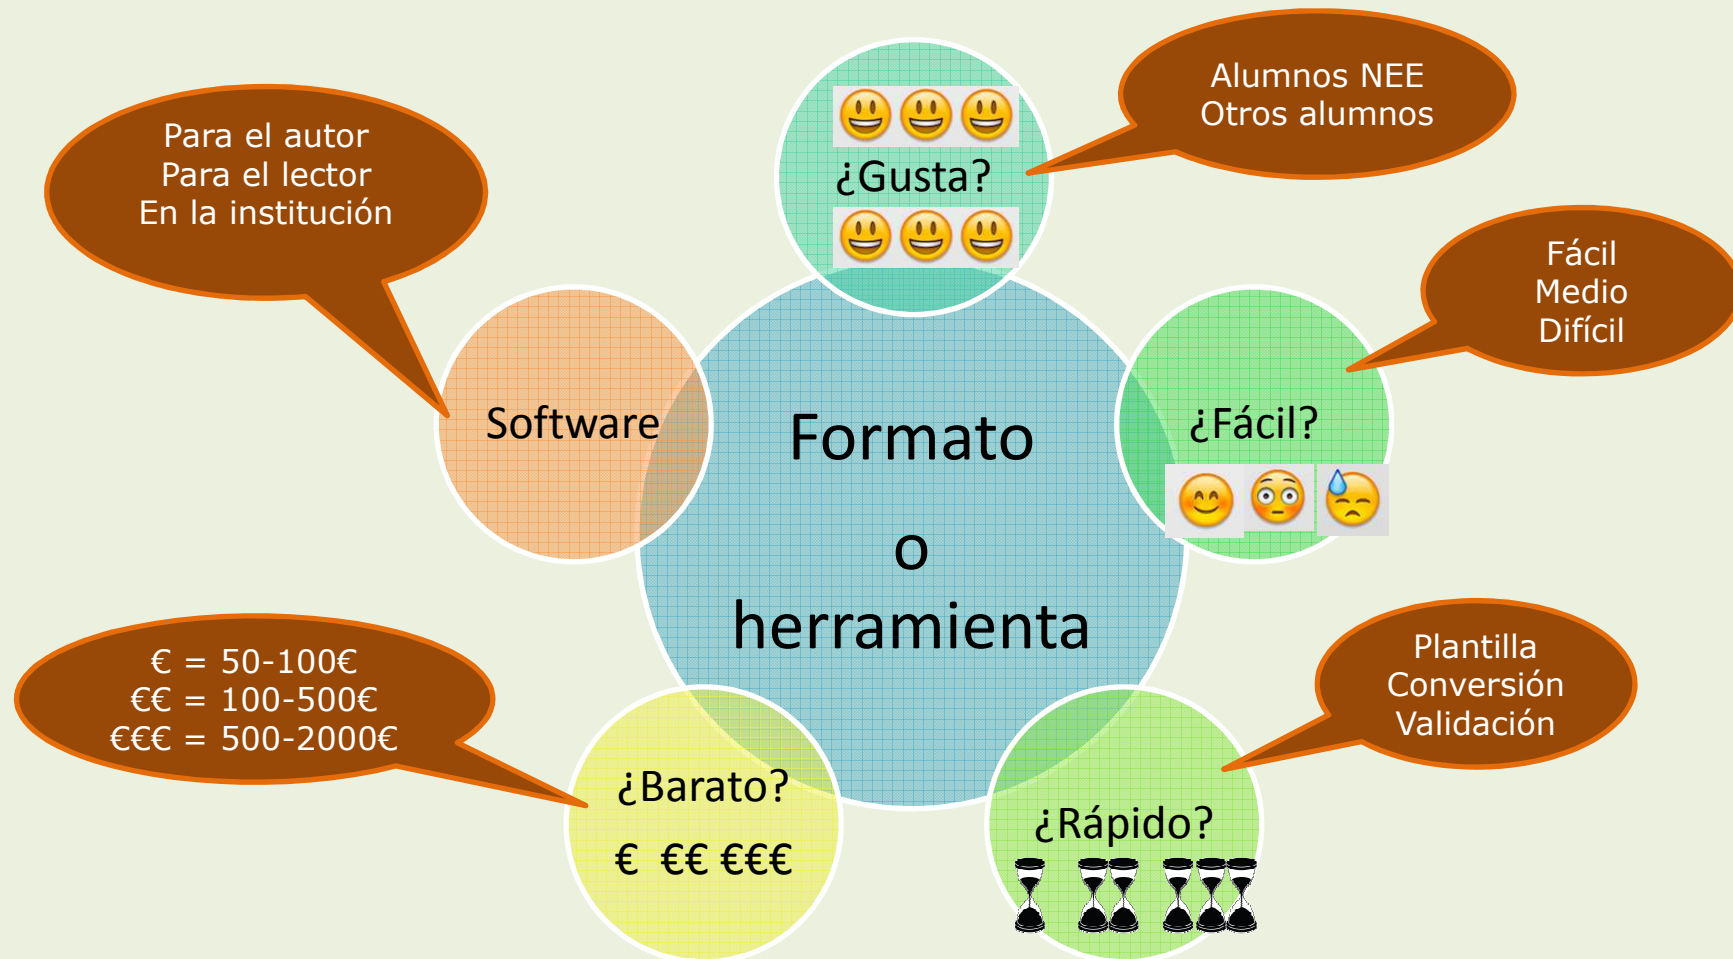 Alumnos NEE
Otros alumnos
¿Gusta?
Para el autor
Para el lector
En la institución
Fácil
Medio
Difícil
Software
¿Fácil?
Formato
o
herramienta
€ = 50-100€
€€ = 100-500€
€€€ = 500-2000€
Plantilla
Conversión
Validación
¿Barato?
€ €€ €€€
¿Rápido?